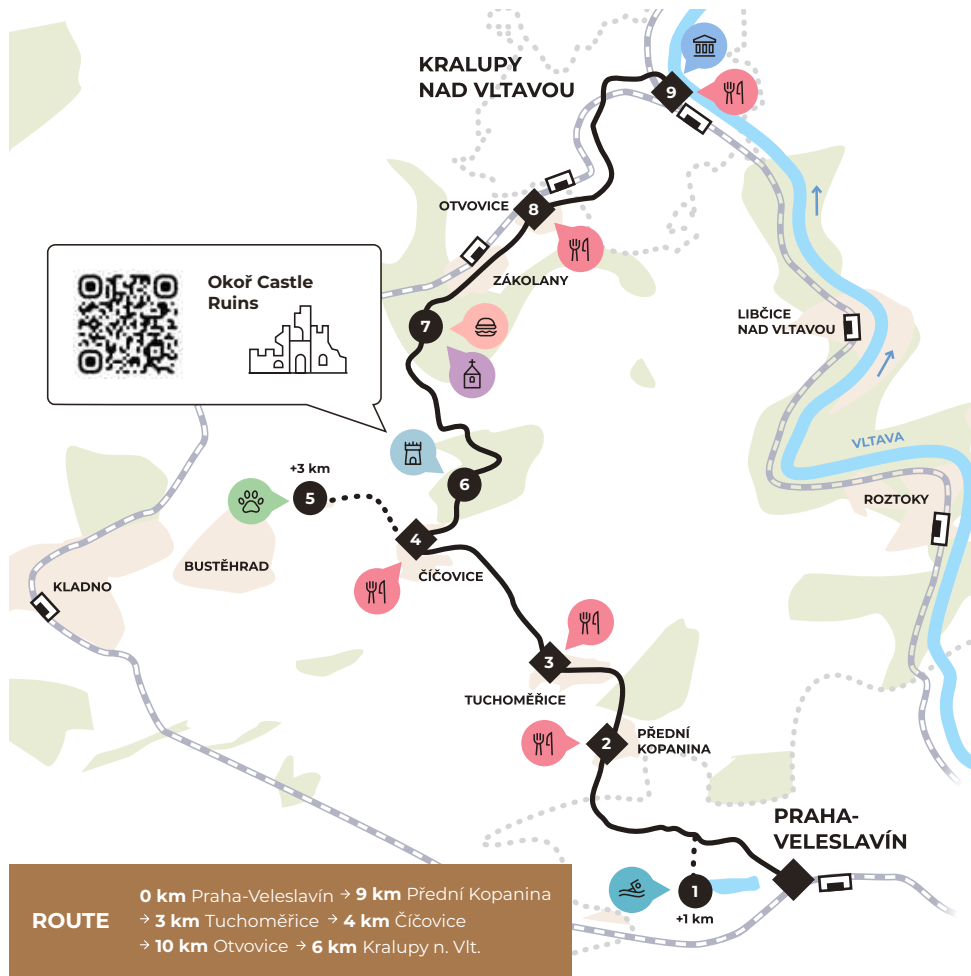 KRALUPY
NAD VLTAVOU
9
OTVOVICE
8
ZÁKOLANY
Okoř Castle
Ruins
7
LIBČICE
NAD VLTAVOU
VLTAVA
+3 km
5
6
ROZTOKY
4
BUSTĚHRAD
ČÍČOVICE
KLADNO
3
TUCHOMĚŘICE
2
PŘEDNÍ
KOPANINA
PRAHA-
VELESLAVÍN
1
+1 km
ROUTE
0 km Praha-Veleslavín → 9 km Přední Kopanina
→ 3 km Tuchoměřice → 4 km Číčovice
→ 10 km Otvovice → 6 km Kralupy n. Vlt.